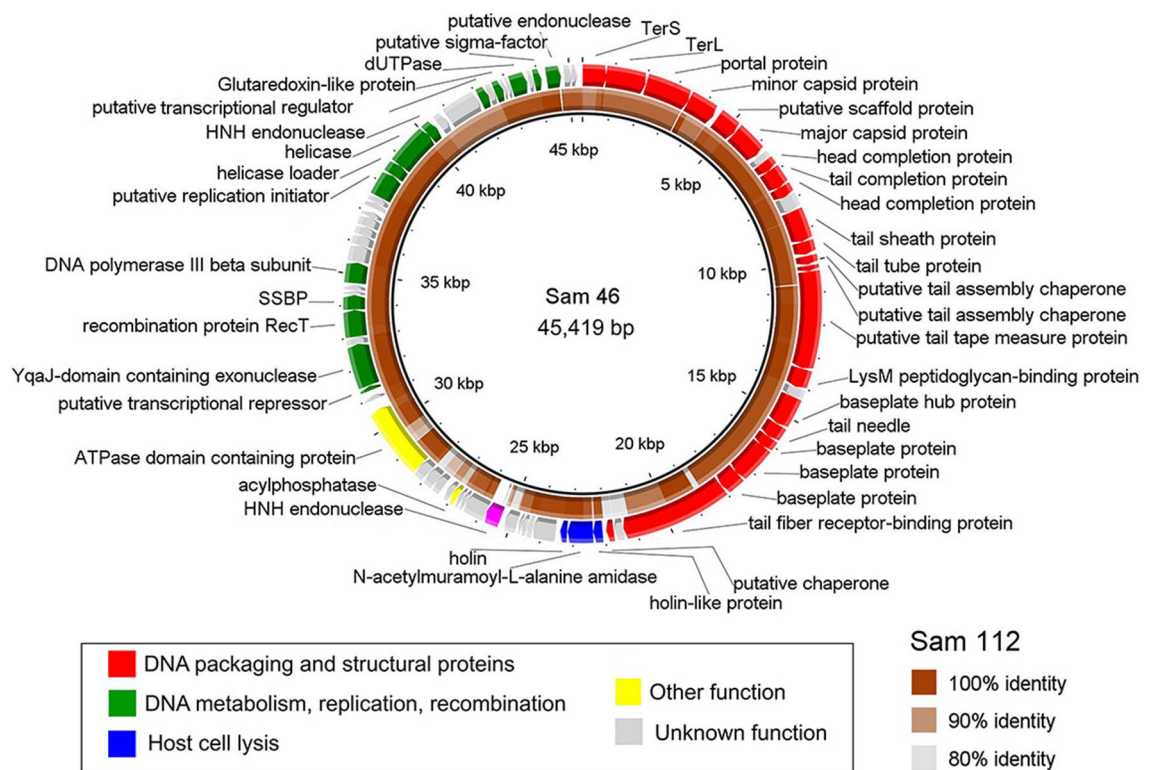 putative endonuclease
TerS
putative sigma-factor
TerL
dUTPase
portal protein
Glutaredoxin-like protein
minor capsid protein
putative transcriptional regulator
putative scaffold protein
HNH endonuclease
major capsid protein
helicase
head completion protein
helicase loader
tail completion protein
putative replication initiator
head completion protein
tail sheath protein
DNA polymerase III beta subunit
tail tube protein
putative tail assembly chaperone
SSBP
putative tail assembly chaperone
recombination protein RecT
putative tail tape measure protein
YqaJ-domain containing exonuclease
LysM peptidoglycan-binding protein
putative transcriptional repressor
baseplate hub protein
tail needle
baseplate protein
ATPase domain containing protein
baseplate protein
acylphosphatase
baseplate protein
HNH endonuclease
tail fiber receptor-binding protein
holin
N-acetylmuramoyl-L-alanine amidase
putative chaperone
holin-like protein
45 kbp
5 kbp
40 kbp
10 kbp
35 kbp
Sam 46
45,419 bp
15 kbp
30 kbp
20 kbp
25 kbp
DNA packaging and structural proteins
DNA metabolism, replication, recombination
Host cell lysis
Other function
Unknown function
Sam 112
100% identity
90% identity
80% identity